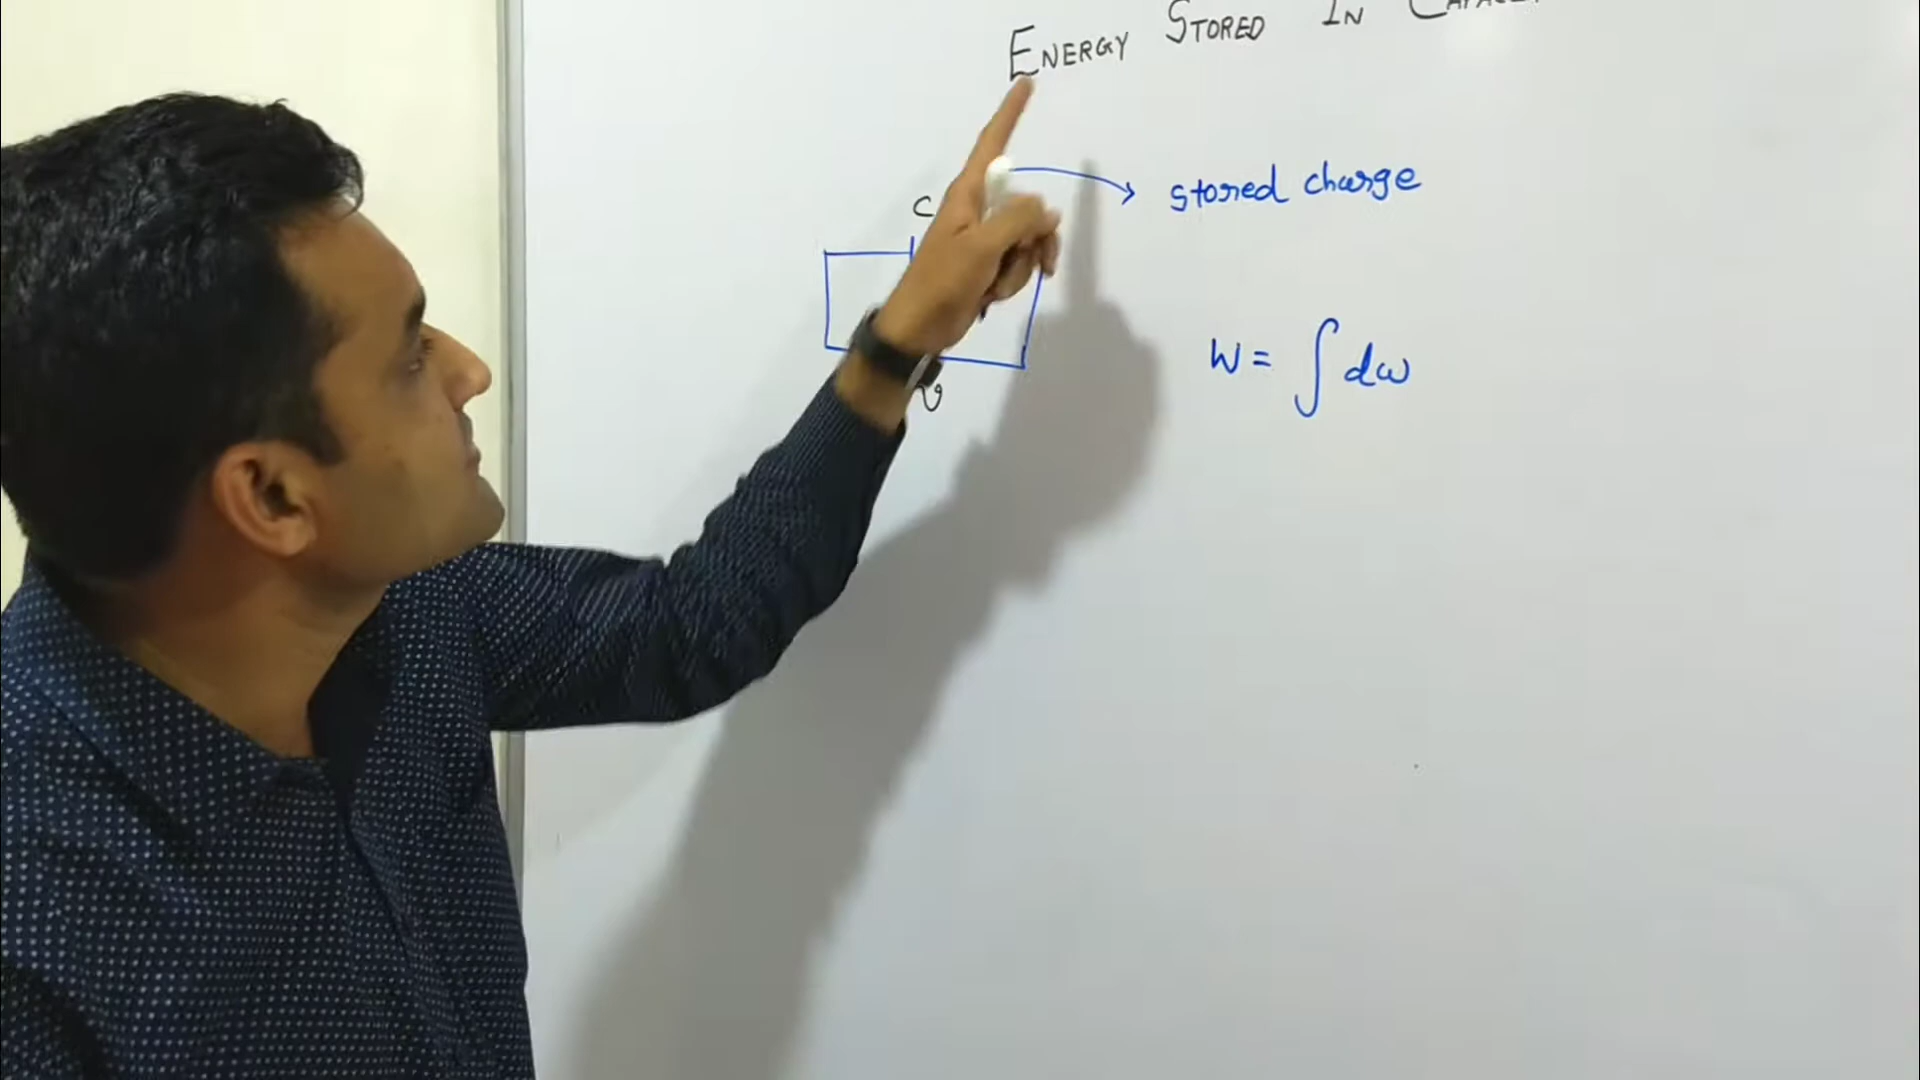 ENERGY STORED IN
stored charge
C
W = ∫ dω
V